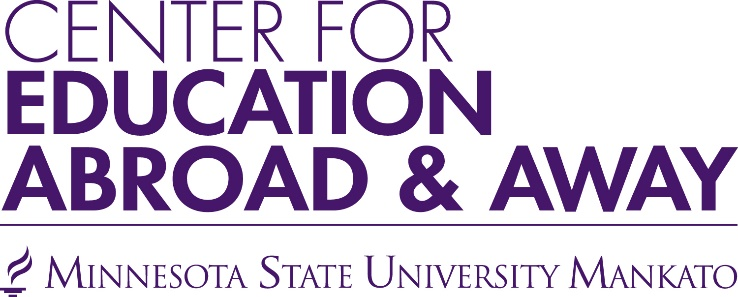 CENTER FOR
EDUCATION
ABROAD & AWAY
MINNESOTA STATE UNIVERSITY MANKATO